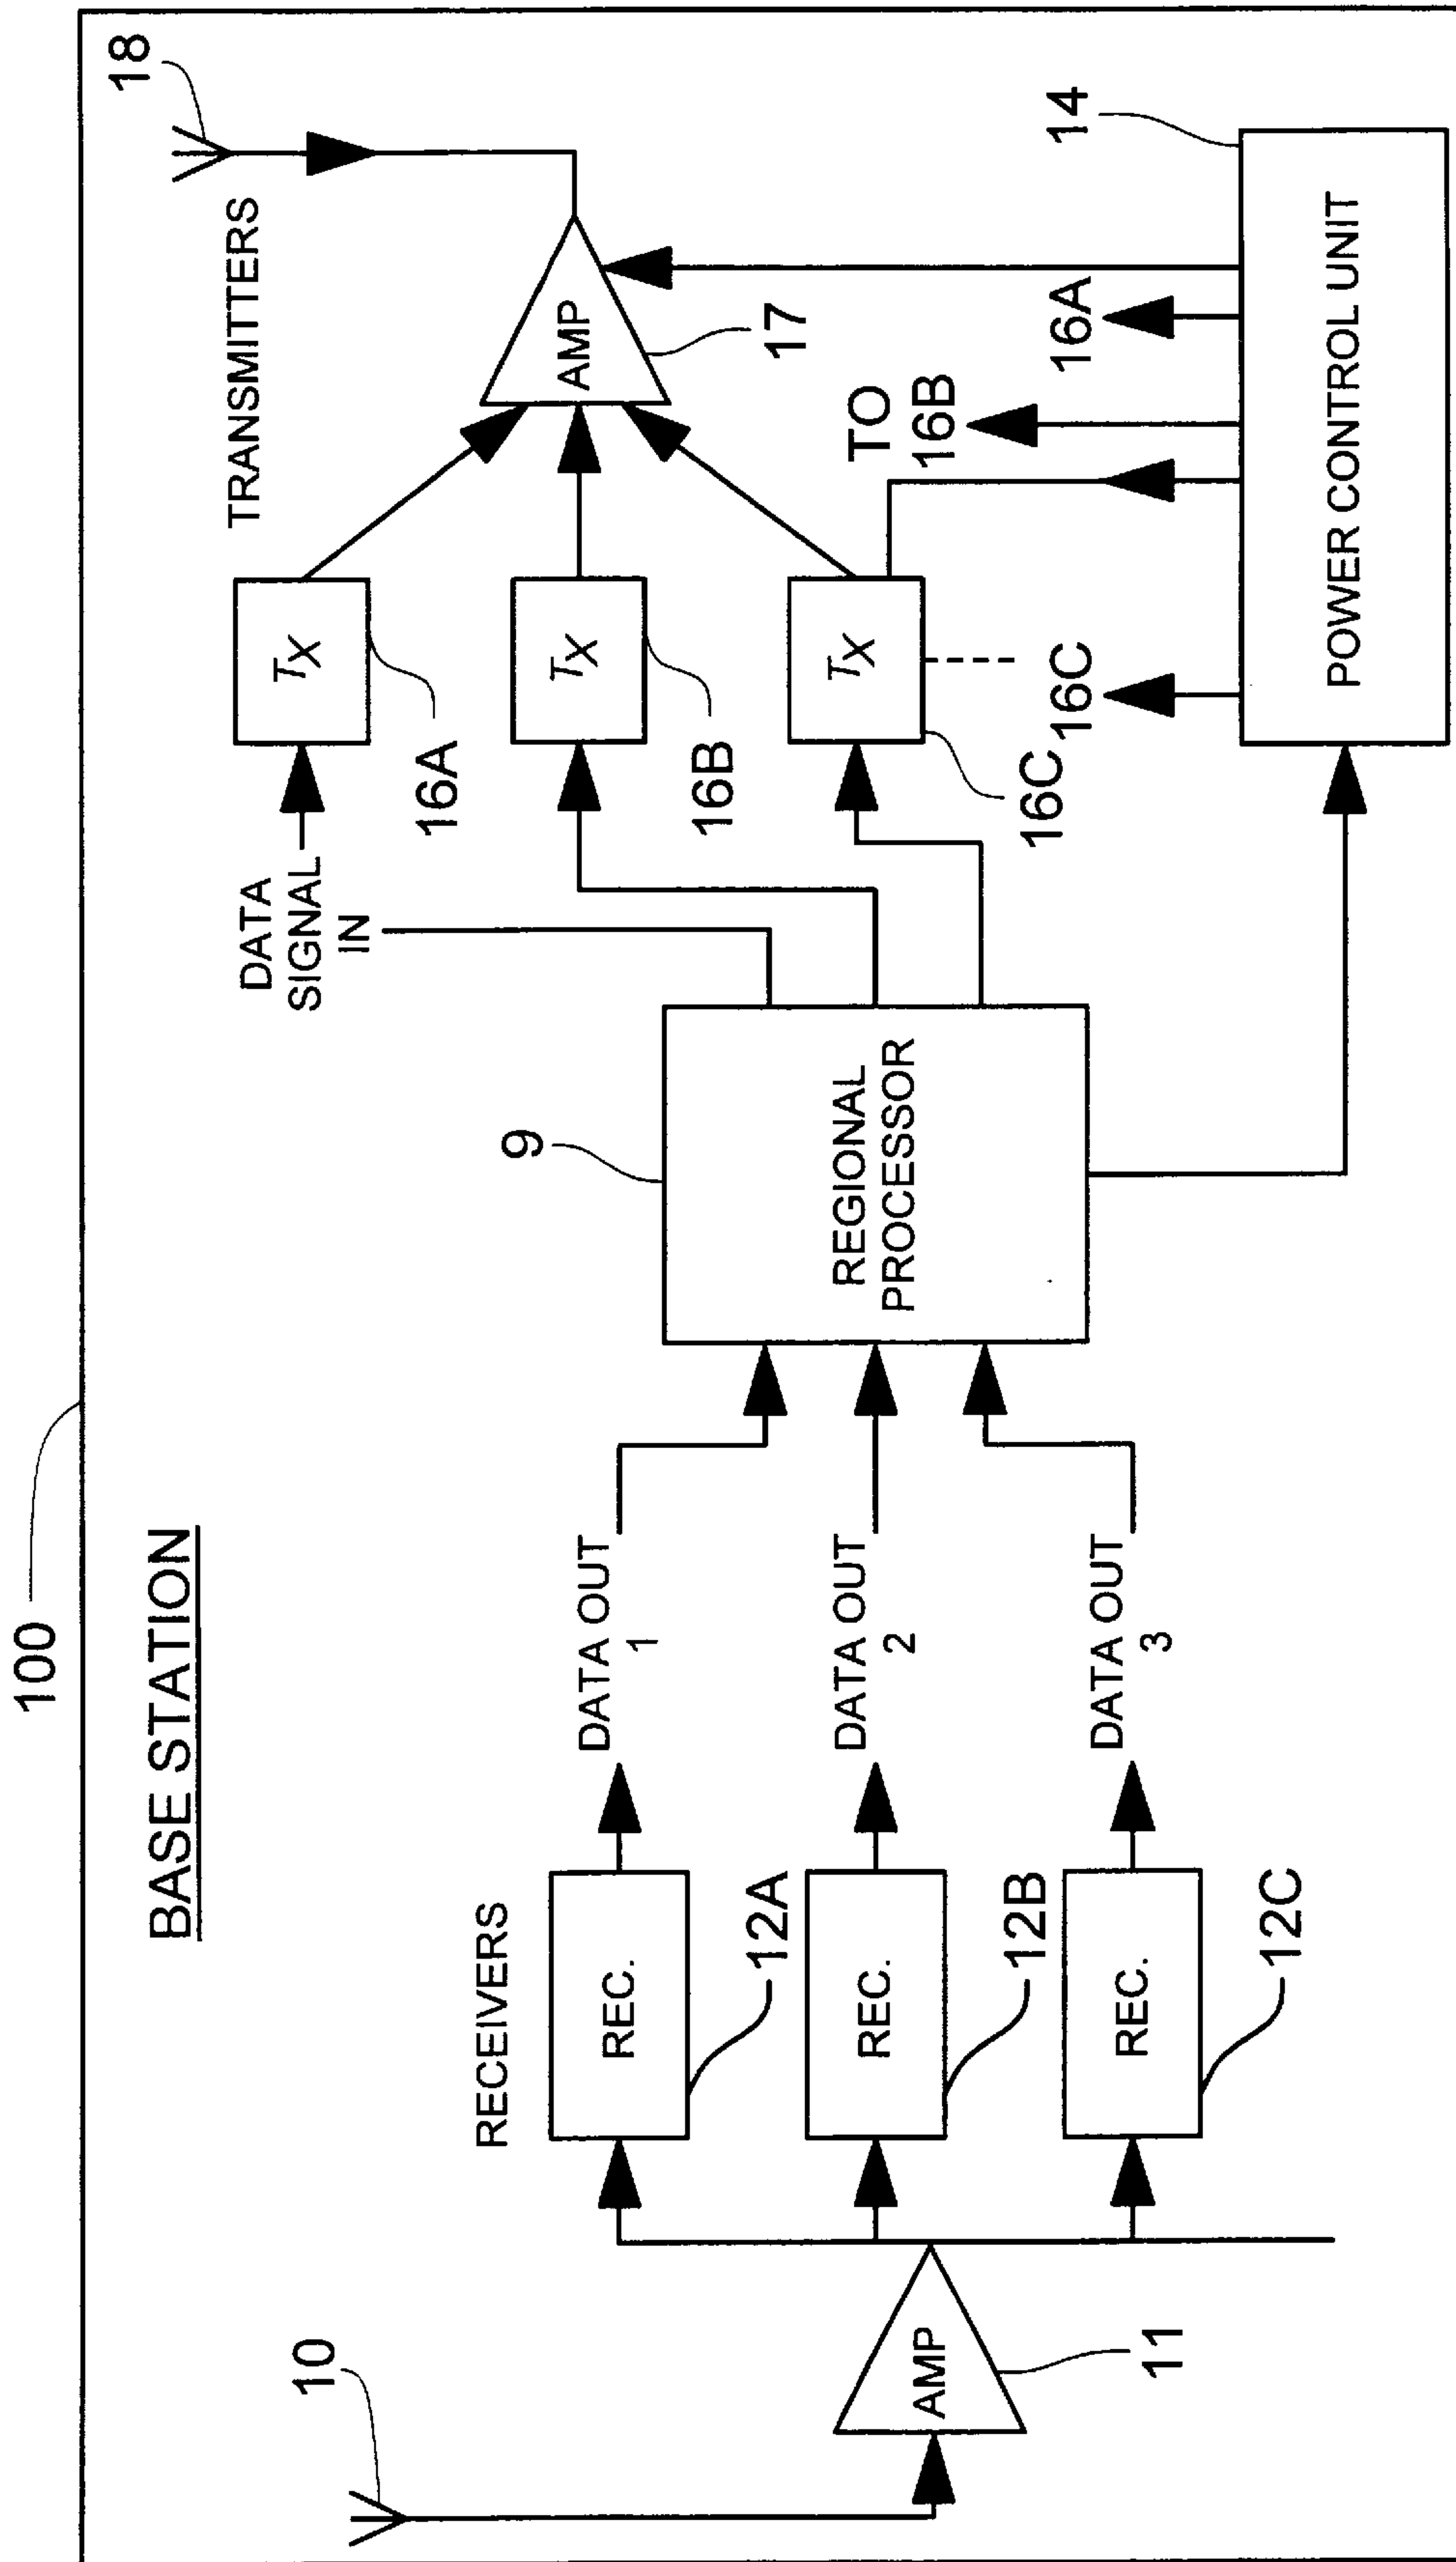 100
BASE STATION
10
AMP
11
RECEIVERS
REC.
12A
REC.
12B
REC.
12C
DATA OUT
1
DATA OUT
2
DATA OUT
3
9
REGIONAL
PROCESSOR
DATA
SIGNAL
IN
TRANSMITTERS
TX
16A
TX
16B
TX
16C
AMP
17
18
16C
TO
16B
16A
14
POWER CONTROL UNIT